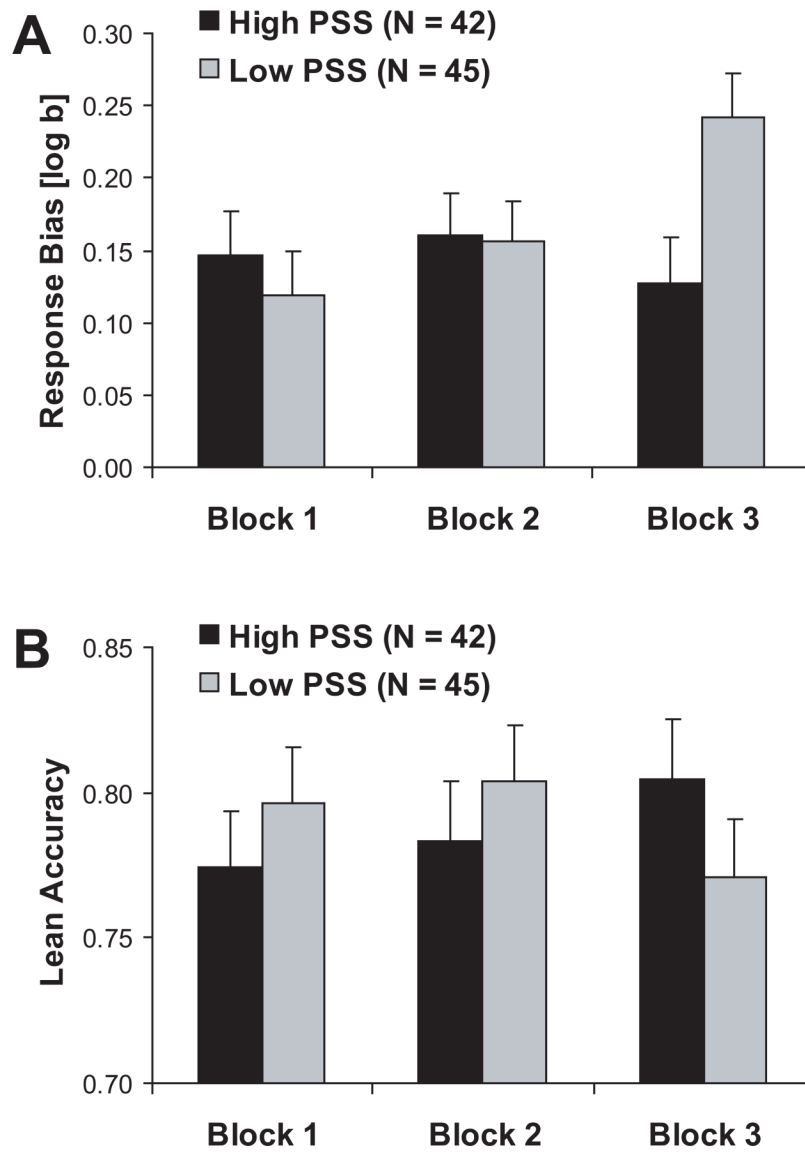 A
High PSS (N = 42)
Low PSS (N = 45)
Response Bias [log b]
0.30
0.25
0.20
0.15
0.10
0.05
0.00
Block 1 Block 2 Block 3
B
High PSS (N = 42)
Low PSS (N = 45)
Lean Accuracy
0.85
0.80
0.75
0.70
Block 1 Block 2 Block 3